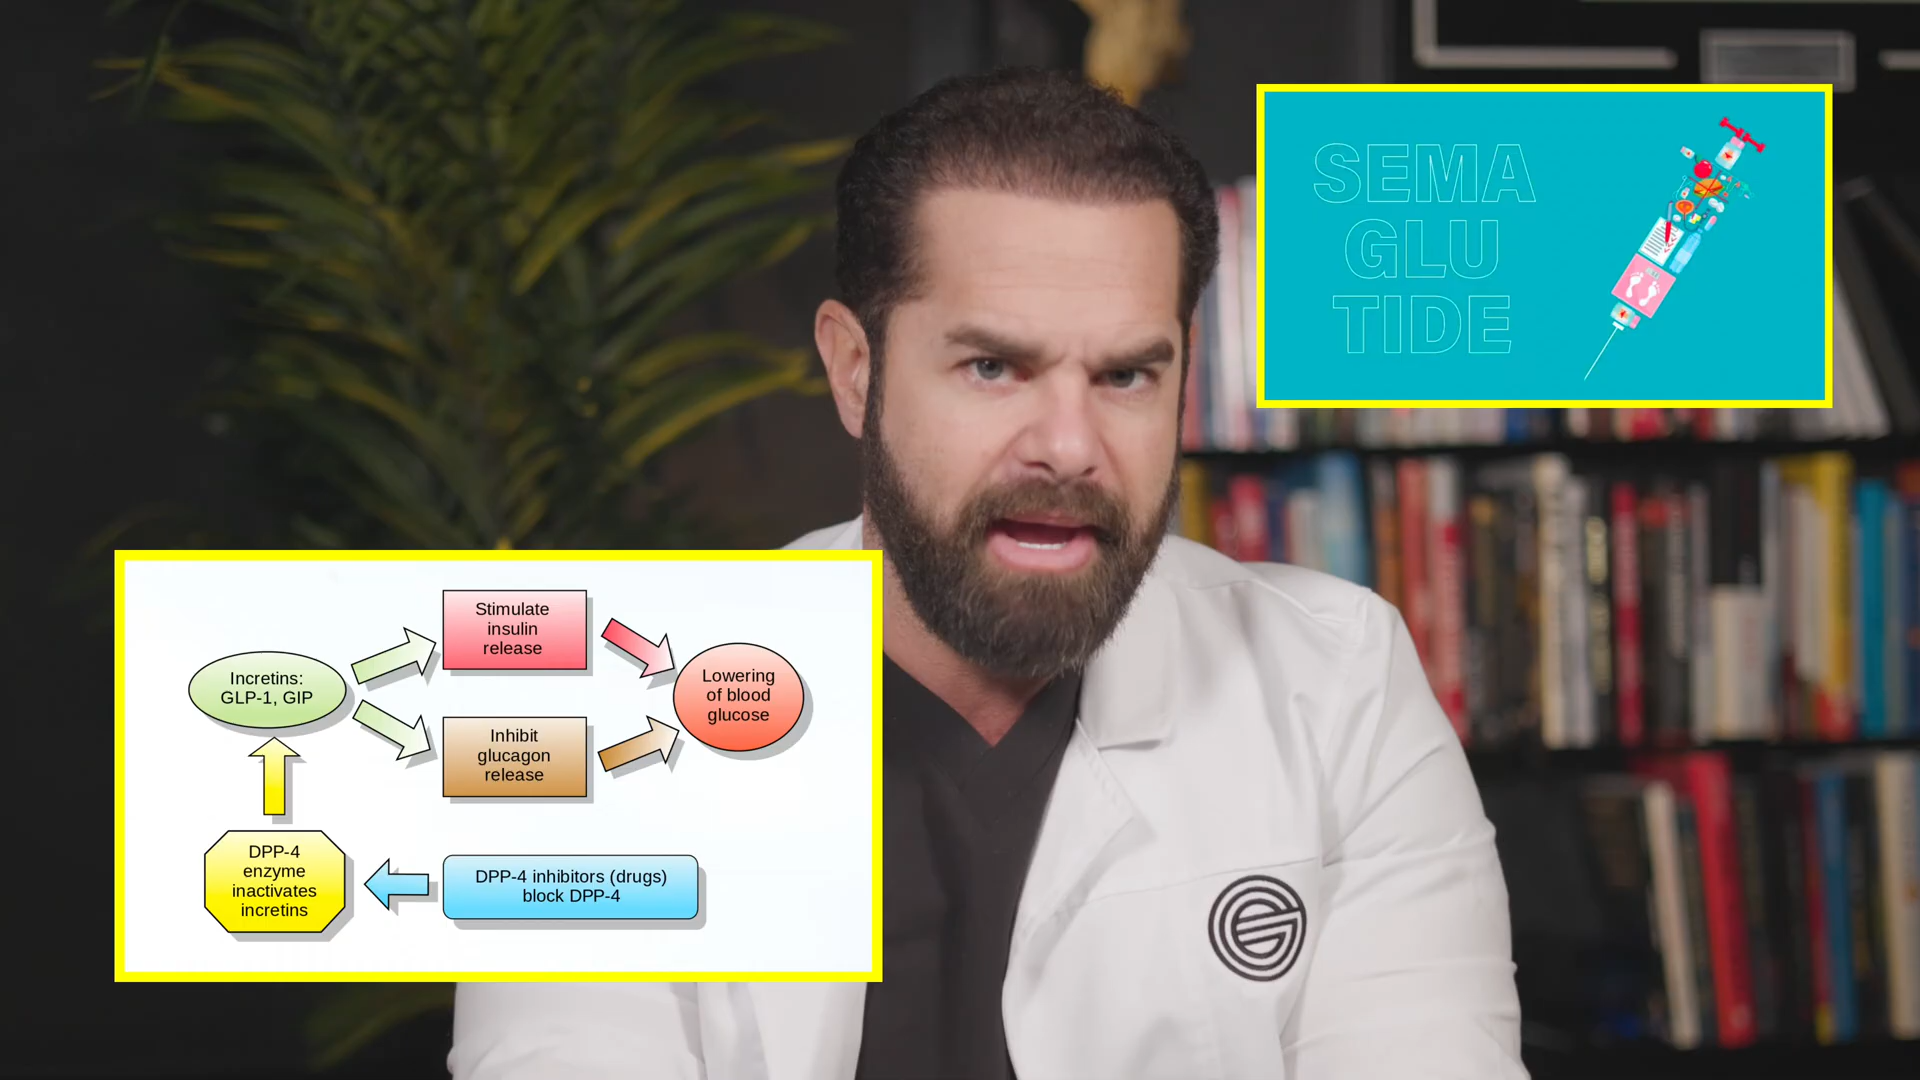 SEMA
GLU
TIDE
Stimulate
insulin
release
Incretins:
GLP-1, GIP
Lowering
of blood
glucose
Inhibit
glucagon
release
DPP-4
enzyme
inactivates
incretins
DPP-4 inhibitors (drugs)
block DPP-4